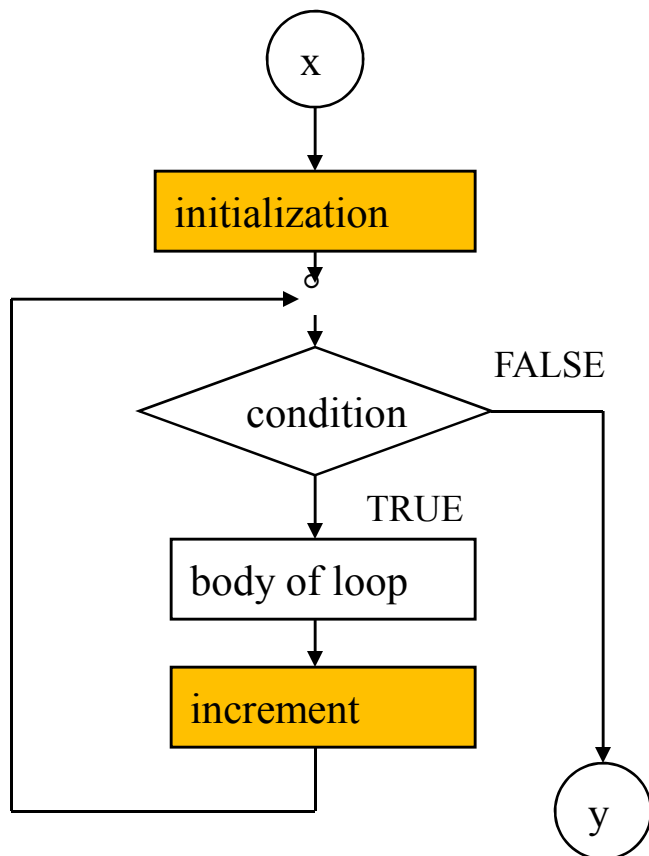 x
initialization
FALSE
condition
TRUE
body of loop
increment
y